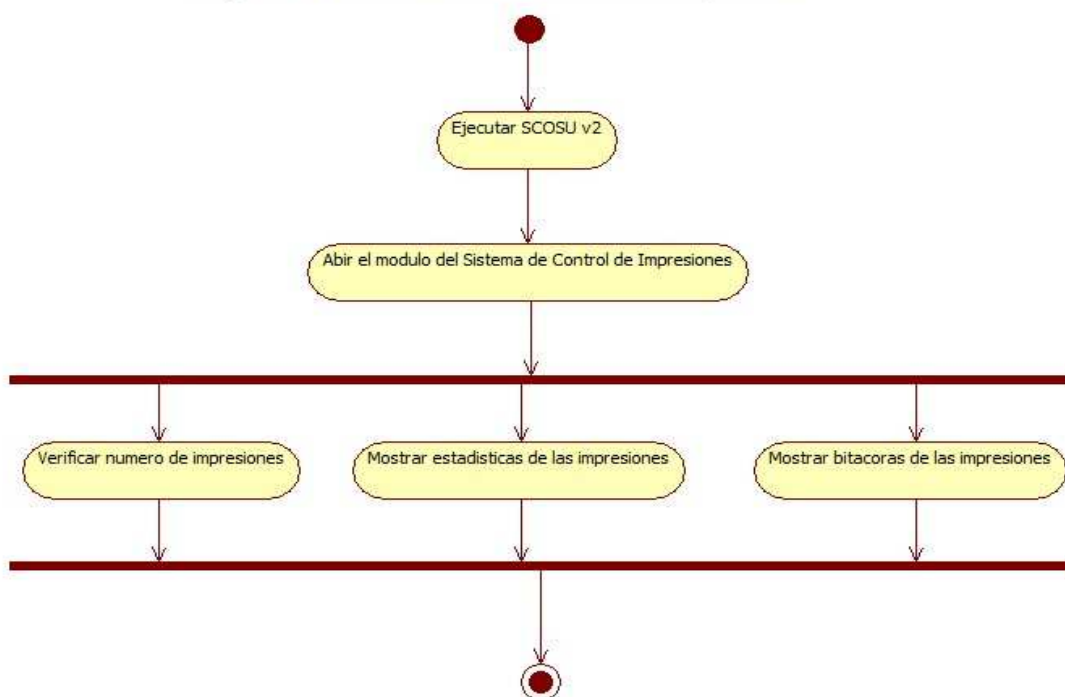 Ejecutar SCOSU v2
Abir el modulo del Sistema de Control de Impresiones
Verificar numero de impresiones
Mostrar estadisticas de las impresiones
Mostrar bitacoras de las impresiones